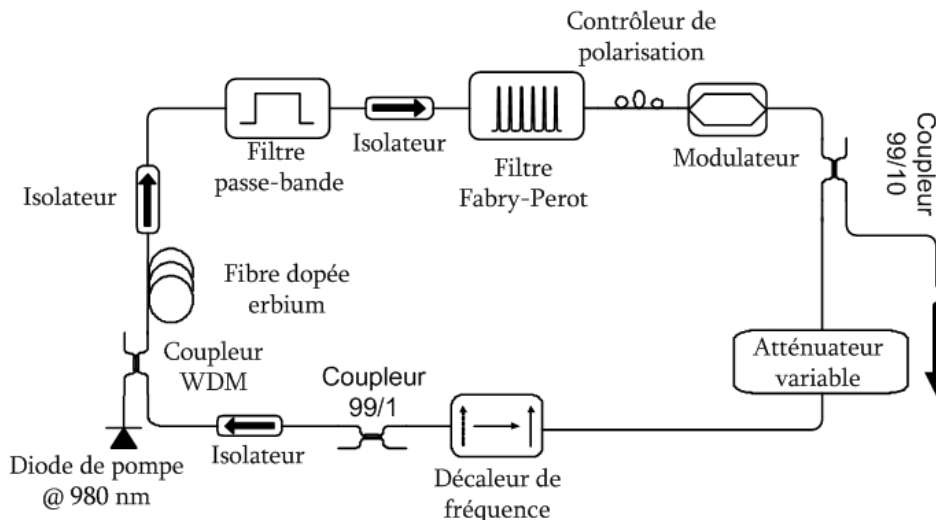 Contrôleur de
polarisation
Isolateur
Filtre
passe-bande
Isolateur
Filtre
Fabry-Perot
Modulateur
Coupleur
99/10
Fibre dopée
erbium
Coupleur
WDM
Coupleur
99/1
Atténuateur
variable
Diode de pompe
@ 980 nm
Isolateur
Décaleur de
fréquence